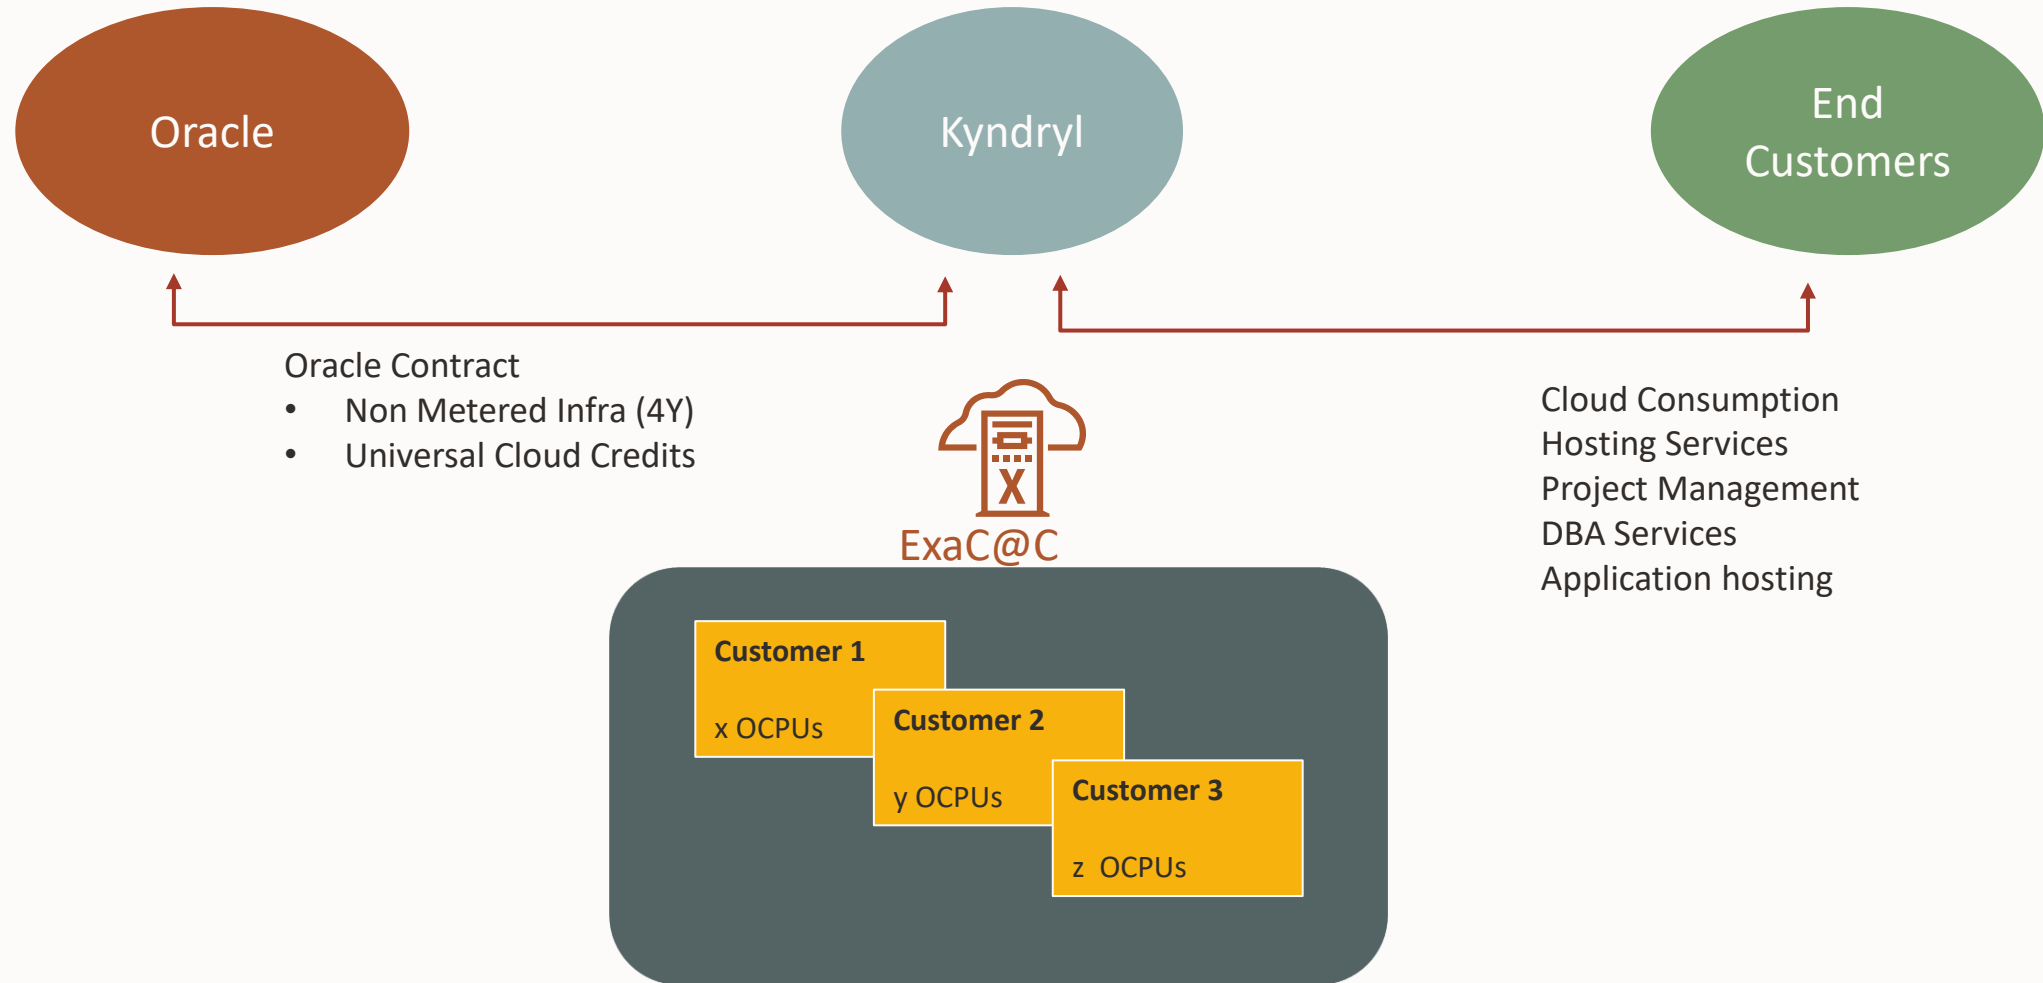 Oracle
Kyndryl
End
Customers
Oracle Contract
• Non Metered Infra (4Y)
• Universal Cloud Credits
Cloud Consumption
Hosting Services
Project Management
DBA Services
Application hosting
X
ExaC@C
Customer 1
x OCPUs
Customer 2
y OCPUs
Customer 3
z OCPUs